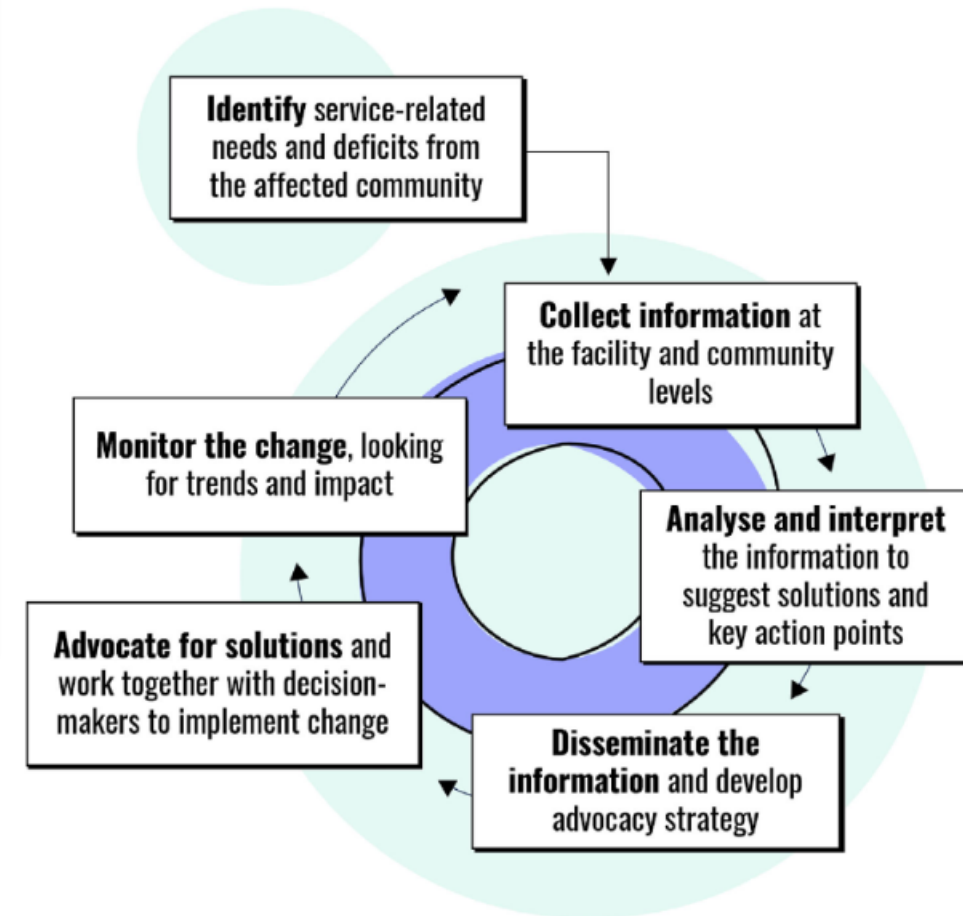 Identify service-related
needs and deficits from
the affected community
Collect information at
the facility and community
levels
Analyse and interpret
the information to
suggest solutions and
key action points
Disseminate the
information and develop
advocacy strategy
Advocate for solutions and
work together with decision-
makers to implement change
Monitor the change, looking
for trends and impact